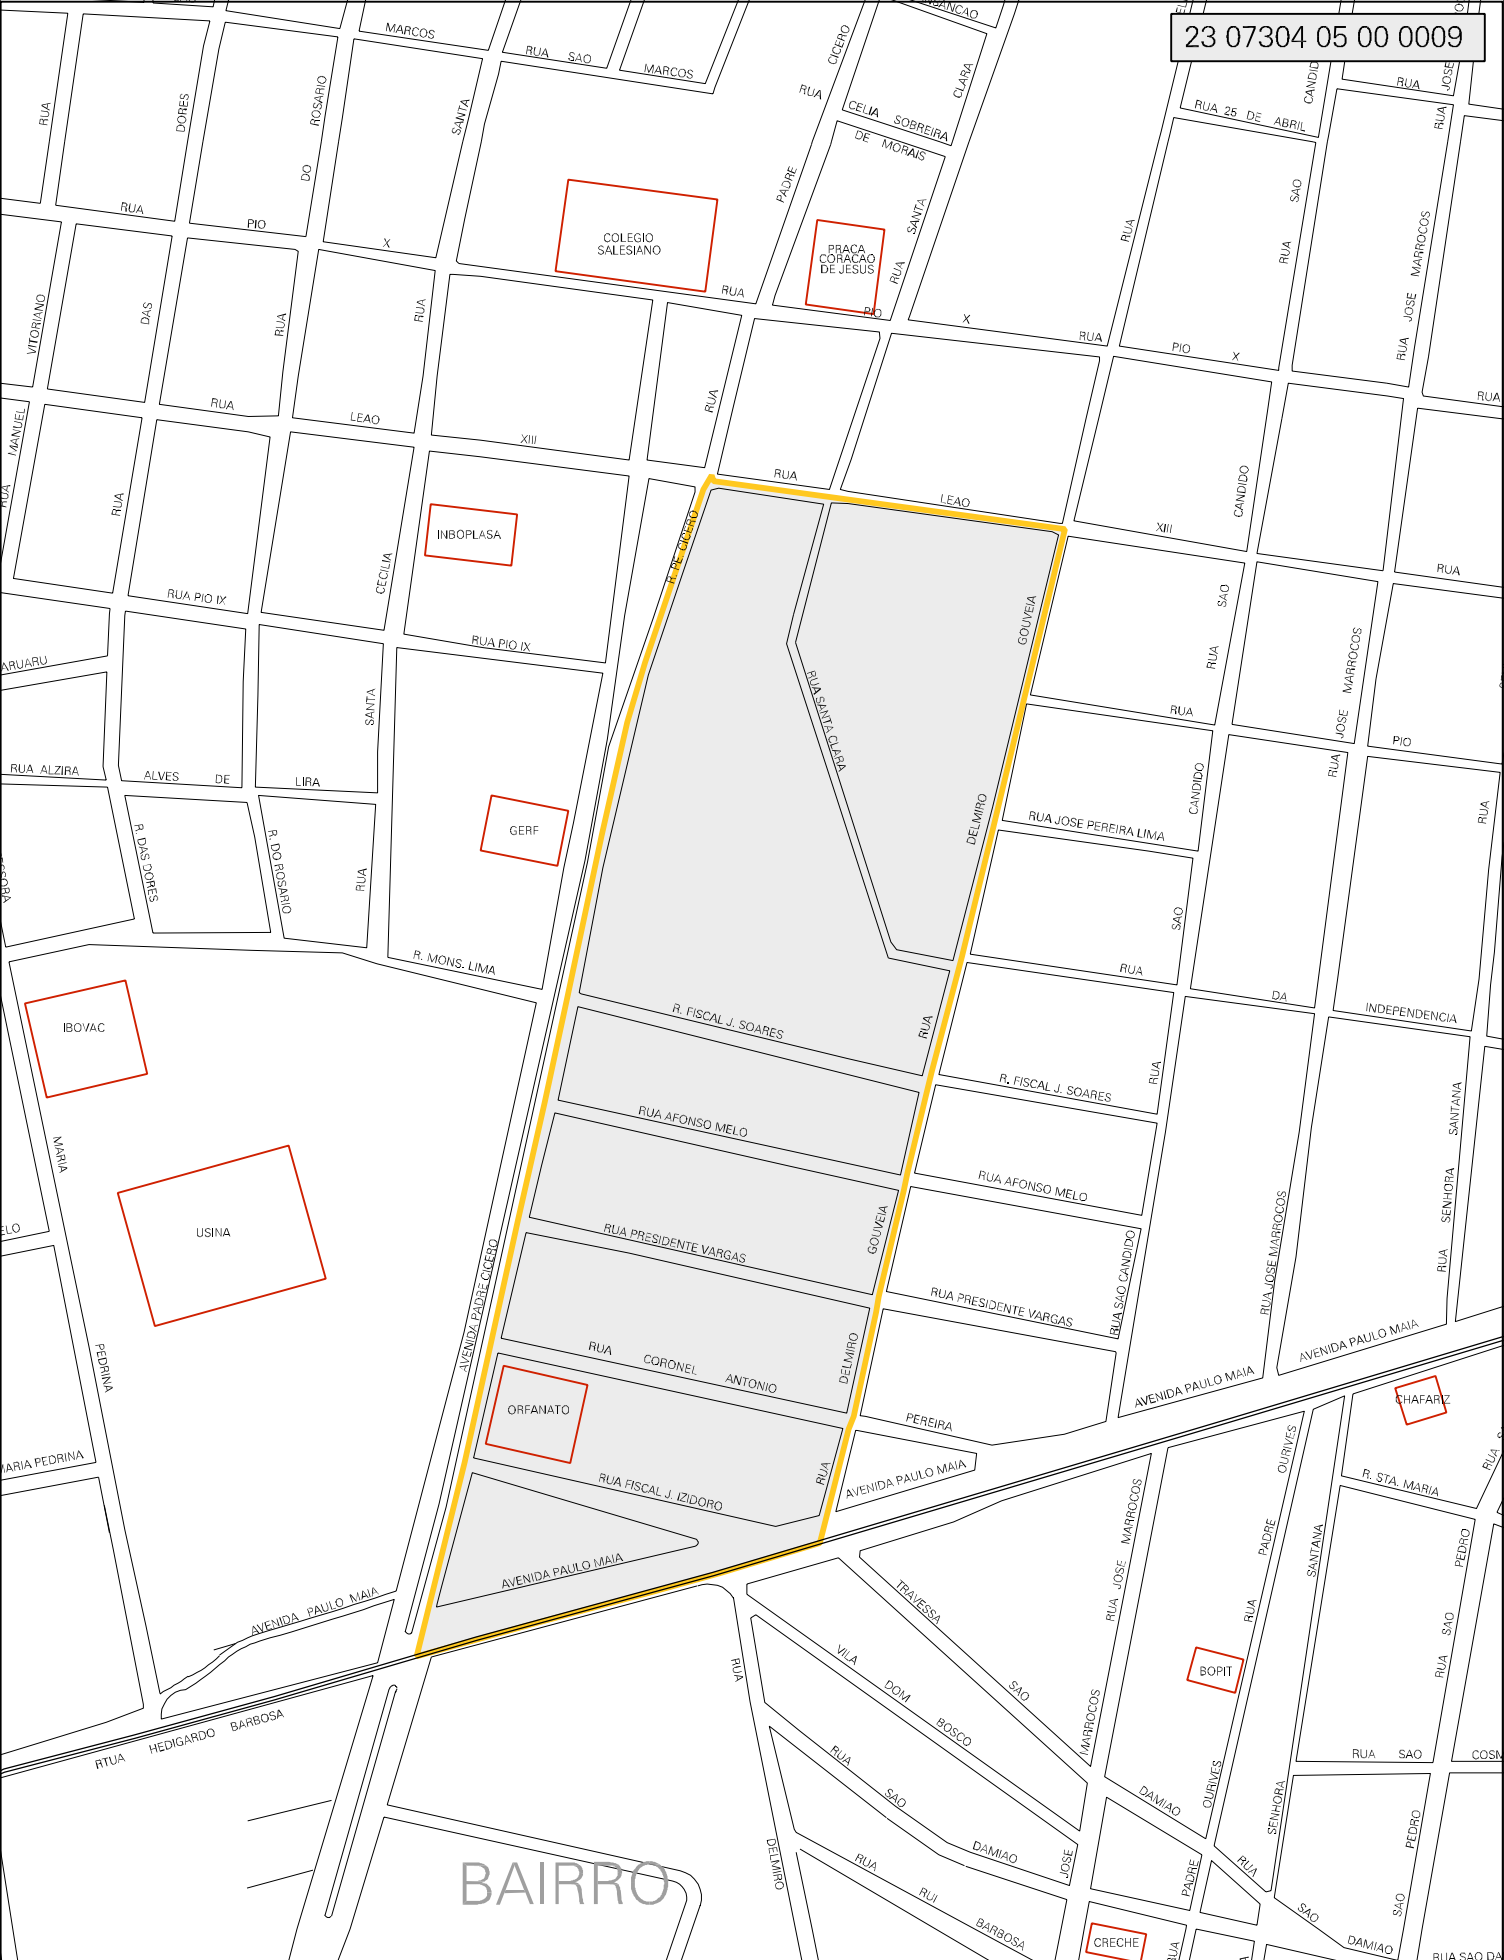 23 07304 05 00 0009
MARCOS
RUA SAO MARCOS
CICERO
RUA
PADRE
CLARA
CELIA SOBREIRA
DE MORAIS
SANTA
RUA
RUA 25 DE ABRIL
CANDIDO
RUA
JOSE
RUA
DORES
ROSARIO
DO
SANTA
RUA
SAO
RUA
RUA
JOSE MARROCOS
RUA
RUA
PIO
X
COLEGIO
SALESIANO
PRACA
CORACAO
DE JESUS
RUA
PIO
X
RUA
PIO
X
RUA
VITORIANO
DAS
RUA
RUA
RUA
MANUEL
RUA
RUA
LEAO
XIII
RUA
LEAO
XIII
RUA
CANDIDO
RUA
INBOPLASA
R. PE. CICERO
CECILIA
RUA PIO IX
RUA PIO IX
GOUVEIA
SAO
RUA
MARROCOS
JOSE
RUA
ARUARU
SANTA
RUA SANTA CLARA
RUA
PIO
RUA ALZIRA
ALVES DE
LIRA
GERF
DELMIRO
CANDIDO
RUA JOSE PEREIRA LIMA
RUA
R. DAS DORES
R. DO ROSARIO
RUA
SAO
R. MONS. LIMA
RUA
DA
INDEPENDENCIA
IBOVAC
R. FISCAL J. SOARES
RUA
R. FISCAL J. SOARES
RUA
RUA AFONSO MELO
RUA AFONSO MELO
SANTANA
SENHORA
RUA
MARIA
ELO
USINA
RUA PRESIDENTE VARGAS
GOUVEIA
RUA PRESIDENTE VARGAS
RUA SAO CANDIDO
RUA JOSE MARROCOS
AVENIDA PADRE CICERO
PEDRINA
RUA CORONEL ANTONIO
DELMIRO
PEREIRA
AVENIDA PAULO MAIA
AVENIDA PAULO MAIA
ORFANATO
CHAFARIZ
MARIA PEDRINA
RUA FISCAL J. IZIDORO
RUA
AVENIDA PAULO MAIA
OURIVES
R. STA. MARIA
RUA
AVENIDA PAULO MAIA
AVENIDA PAULO MAIA
TRAVESSA
SAO
RUA JOSE MARROCOS
PADRE
RUA
SANTANA
PEDRO
SAO
RUA
VILA
DOM
BOSCO
RUA
BOPIT
MARROCOS
RTUA HEDIGARDO BARBOSA
RUA SAO
COSM
RUA
SAO
DAMIAO
DAMIAO
OURIVES
SENHORA
PEDRO
BAIRRO
DELMIRO
RUA
RUI
BARBOSA
JOSE
PADRE
RUA
SAO
DAMIAO
SAO
CRECHE
RUA
RUA SAO DA